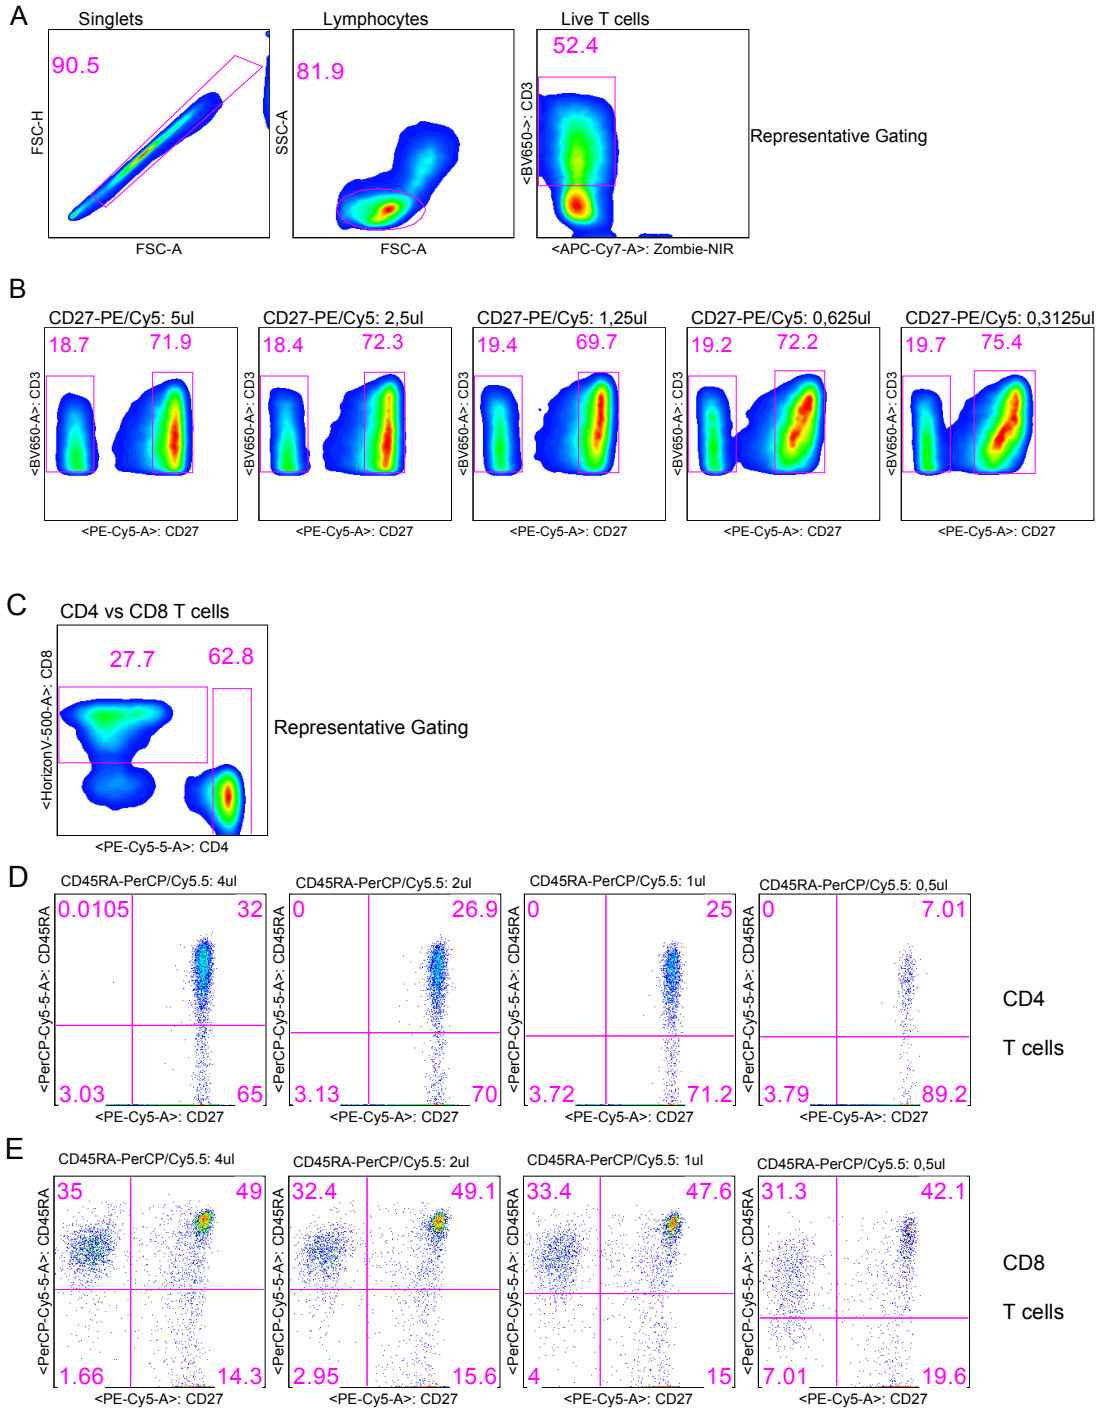 A
Singlets
Lymphocytes
Live T cells
90.5
81.9
52.4
FSC-H
SSC-A
<BV650->: CD3
Representative Gating
FSC-A
FSC-A
<APC-Cy7-A>: Zombie-NIR
B
CD27-PE/Cy5: 5ul
CD27-PE/Cy5: 2,5ul
CD27-PE/Cy5: 1,25ul
CD27-PE/Cy5: 0,625ul
CD27-PE/Cy5: 0,3125ul
18.7
71.9
18.4
72.3
19.4
69.7
19.2
72.2
19.7
75.4
<BV650-A>: CD3
<BV650-A>: CD3
<BV650-A>: CD3
<BV650-A>: CD3
<BV650-A>: CD3
<PE-Cy5-A>: CD27
<PE-Cy5-A>: CD27
<PE-Cy5-A>: CD27
<PE-Cy5-A>: CD27
<PE-Cy5-A>: CD27
C
CD4 vs CD8 T cells
27.7
62.8
<HorizonV-500-A>: CD8
Representative Gating
<PE-Cy5-5-A>: CD4
D
CD45RA-PerCP/Cy5.5: 4ul
CD45RA-PerCP/Cy5.5: 2ul
CD45RA-PerCP/Cy5.5: 1ul
CD45RA-PerCP/Cy5.5: 0,5ul
0.0105
32
0
26.9
0
25
0
7.01
<PerCP-Cy5-5-A>: CD45RA
<PerCP-Cy5-5-A>: CD45RA
<PerCP-Cy5-5-A>: CD45RA
<PerCP-Cy5-5-A>: CD45RA
CD4
T cells
3.03
65
3.13
70
3.72
71.2
3.79
89.2
<PE-Cy5-A>: CD27
<PE-Cy5-A>: CD27
<PE-Cy5-A>: CD27
<PE-Cy5-A>: CD27
E
CD45RA-PerCP/Cy5.5: 4ul
CD45RA-PerCP/Cy5.5: 2ul
CD45RA-PerCP/Cy5.5: 1ul
CD45RA-PerCP/Cy5.5: 0,5ul
35
49
32.4
49.1
33.4
47.6
31.3
42.1
<PerCP-Cy5-5-A>: CD45RA
<PerCP-Cy5-5-A>: CD45RA
<PerCP-Cy5-5-A>: CD45RA
<PerCP-Cy5-5-A>: CD45RA
CD8
T cells
1.66
14.3
2.95
15.6
4
15
7.01
19.6
<PE-Cy5-A>: CD27
<PE-Cy5-A>: CD27
<PE-Cy5-A>: CD27
<PE-Cy5-A>: CD27